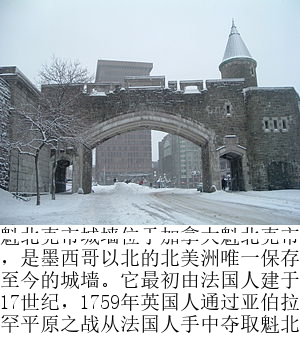 魁北克市城墙位于加拿大魁北克市
，是墨西哥以北的北美洲唯一保存
至今的城墙。它最初由法国人建于
17世纪，1759年英国人通过亚伯拉
罕平原之战从法国人手中夺取魁北